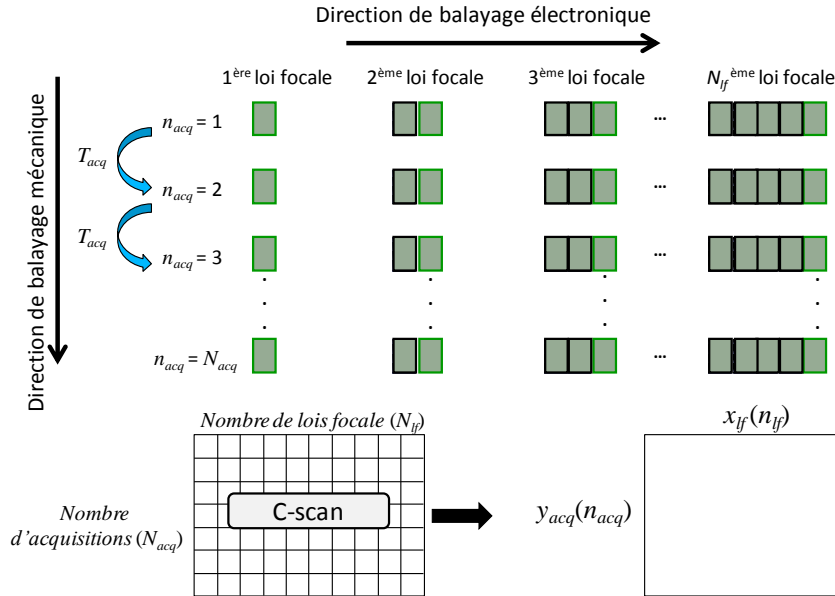 Direction de balayage électronique
Direction de balayage mécanique
1ère loi focale
2ème loi focale
3ème loi focale
Nlf ème loi focale
nacq = 1
...
Tacq
nacq = 2
Tacq
nacq = 3
nacq = Nacq
...
Nombre de lois focale (Nlf)
xlf(nlf)
C-scan
Nombre
d'acquisitions (Nacq)
yacq(nacq)